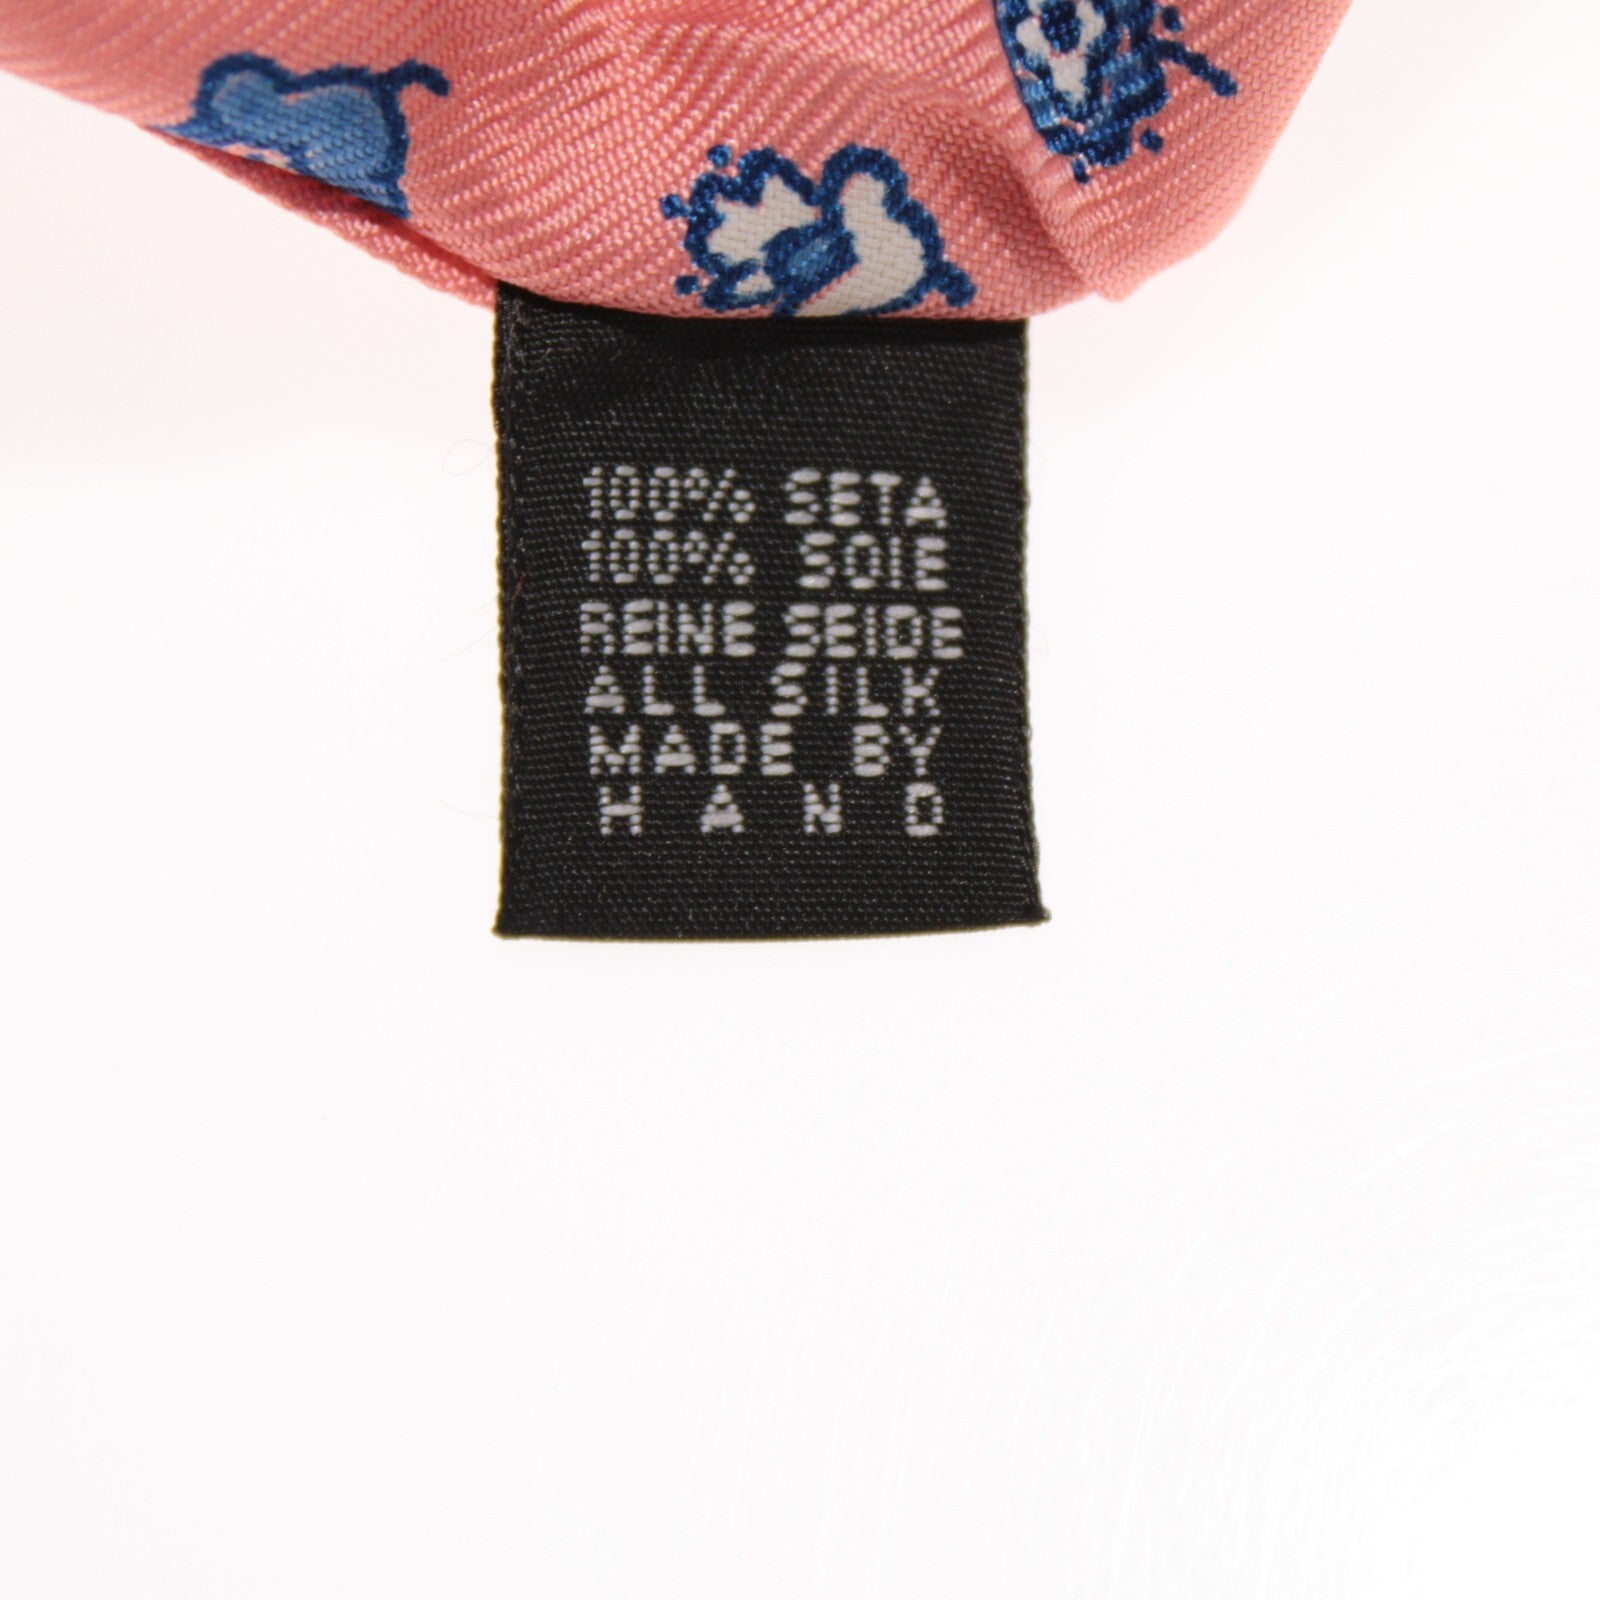 100% SETA
100% SOIE
REINE SEIDE
ALL SILK
MADE BY
HAND